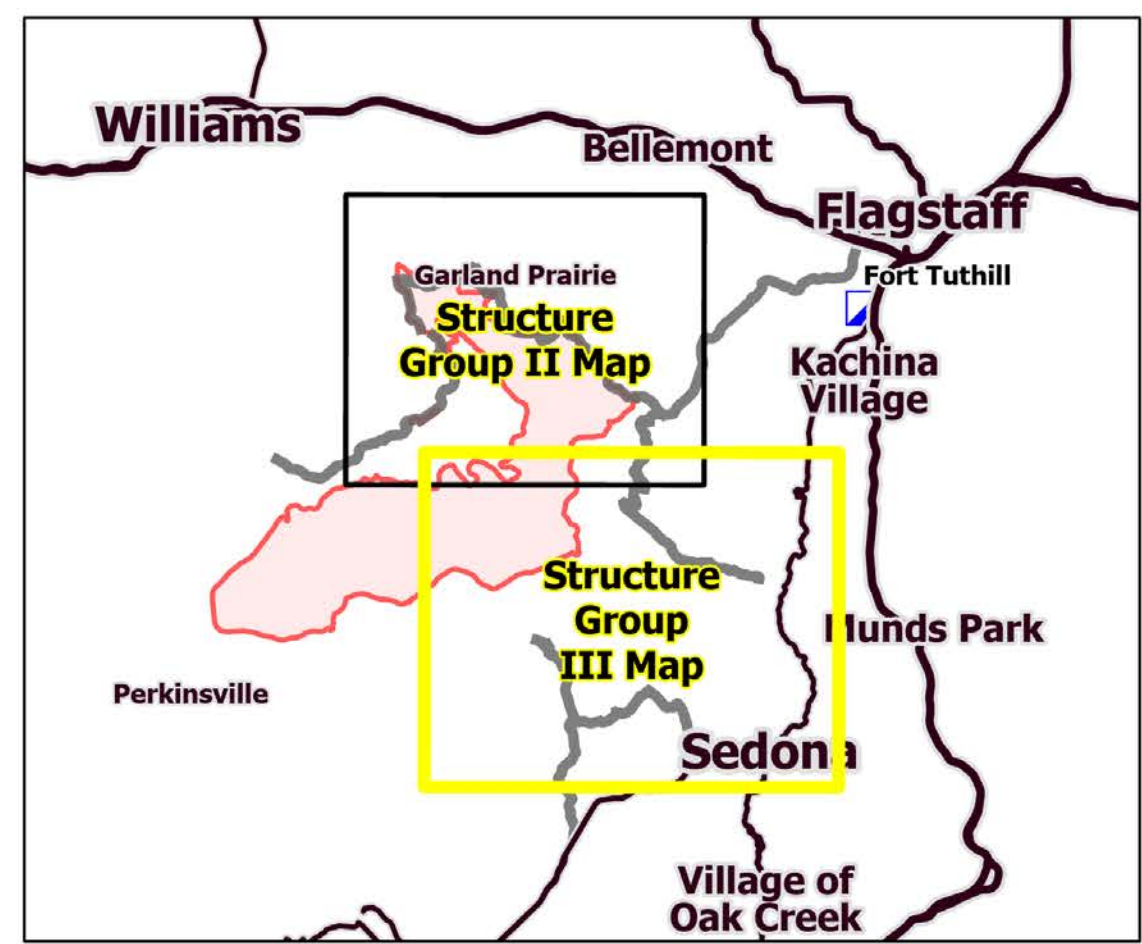 Williams
Bellemont
Flagstaff
Fort Tuthill
Garland Prairie
Structure
Group II Map
Kachina
Village
Structure
Group
III Map
Munds Park
Perkinsville
Sedona
Village of
Oak Creek